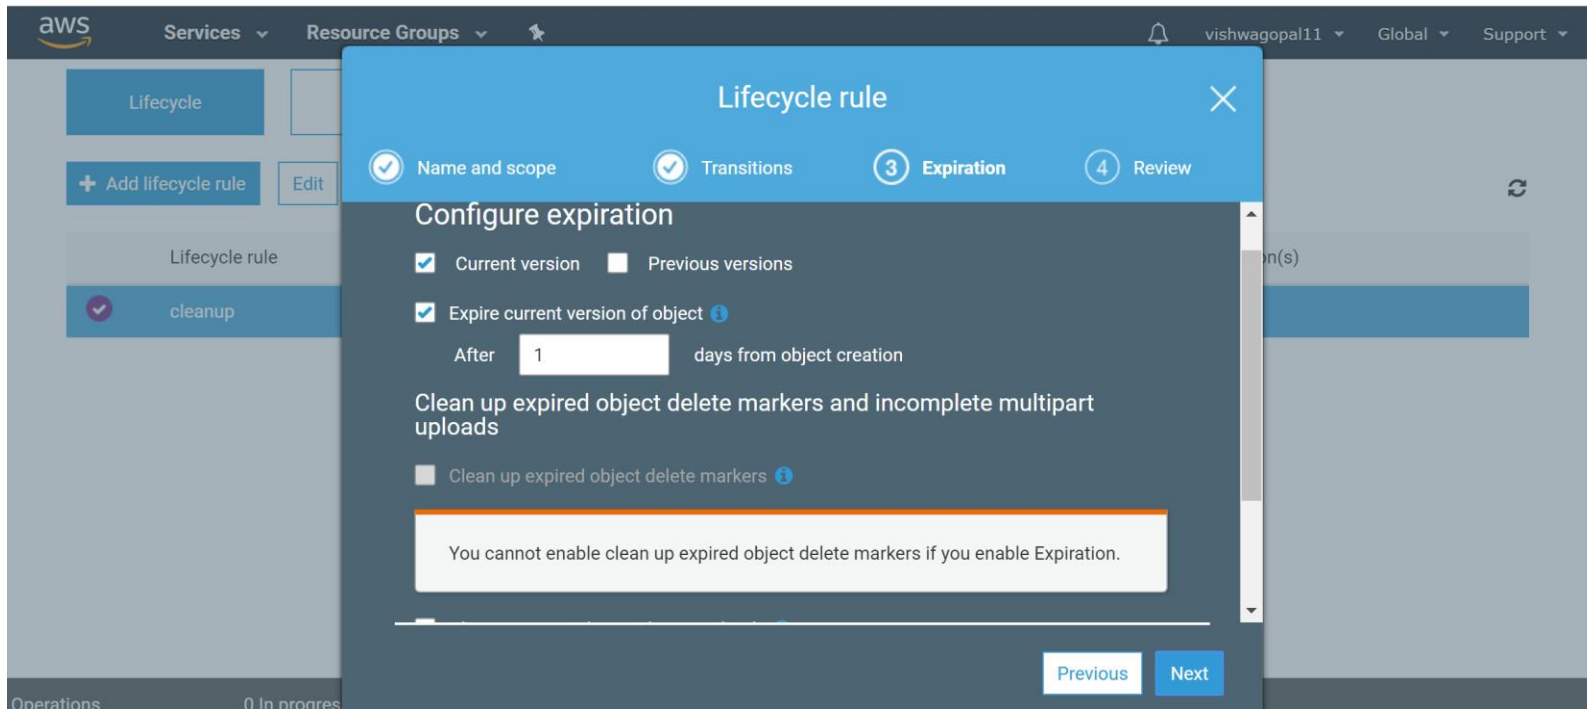 aws Services Resource Groups vishwagopal11 Global Support
Lifecycle
Lifecycle rule
Name and scope Transitions 3 Expiration 4 Review
Add lifecycle rule Edit
Configure expiration
Lifecycle rule
Current version Previous versions
cleanup
Expire current version of object
After 1 days from object creation
Clean up expired object delete markers and incomplete multipart
uploads
Clean up expired object delete markers
You cannot enable clean up expired object delete markers if you enable Expiration.
Previous Next
Operations 0 In progres